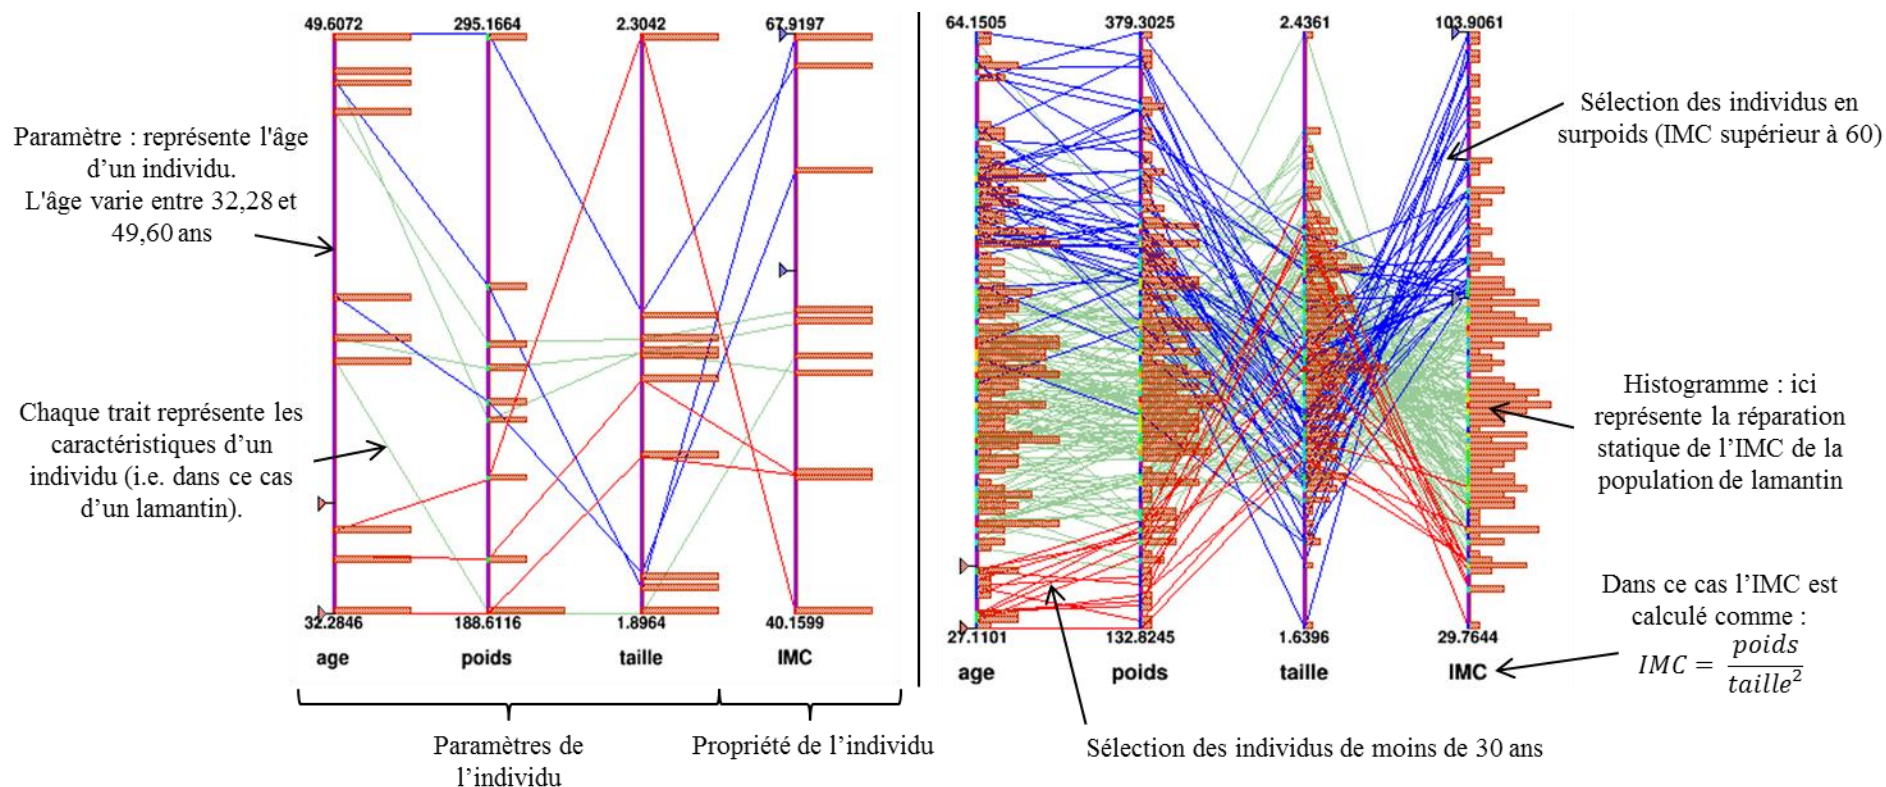 49.6072
295.1664
2.3042
67.9197
64.1505
379.3025
2.4361
103.9061
Paramètre : représente l'âge
d’un individu.
L'âge varie entre 32,28 et
49,60 ans
Chaque trait représente les
caractéristiques d’un
individu (i.e. dans ce cas
d’un lamantin).
Sélection des individus en
surpoids (IMC supérieur à 60)
Histogramme : ici
représente la réparation
statique de l’IMC de la
population de lamantin
Dans ce cas l’IMC est
calculé comme :
IMC = poids / taille²
32.2846
188.6116
1.8964
40.1599
age
poids
taille
IMC
27.1101
132.8245
1.6396
29.7644
age
poids
taille
IMC
Paramètres de
l’individu
Propriété de l’individu
Sélection des individus de moins de 30 ans